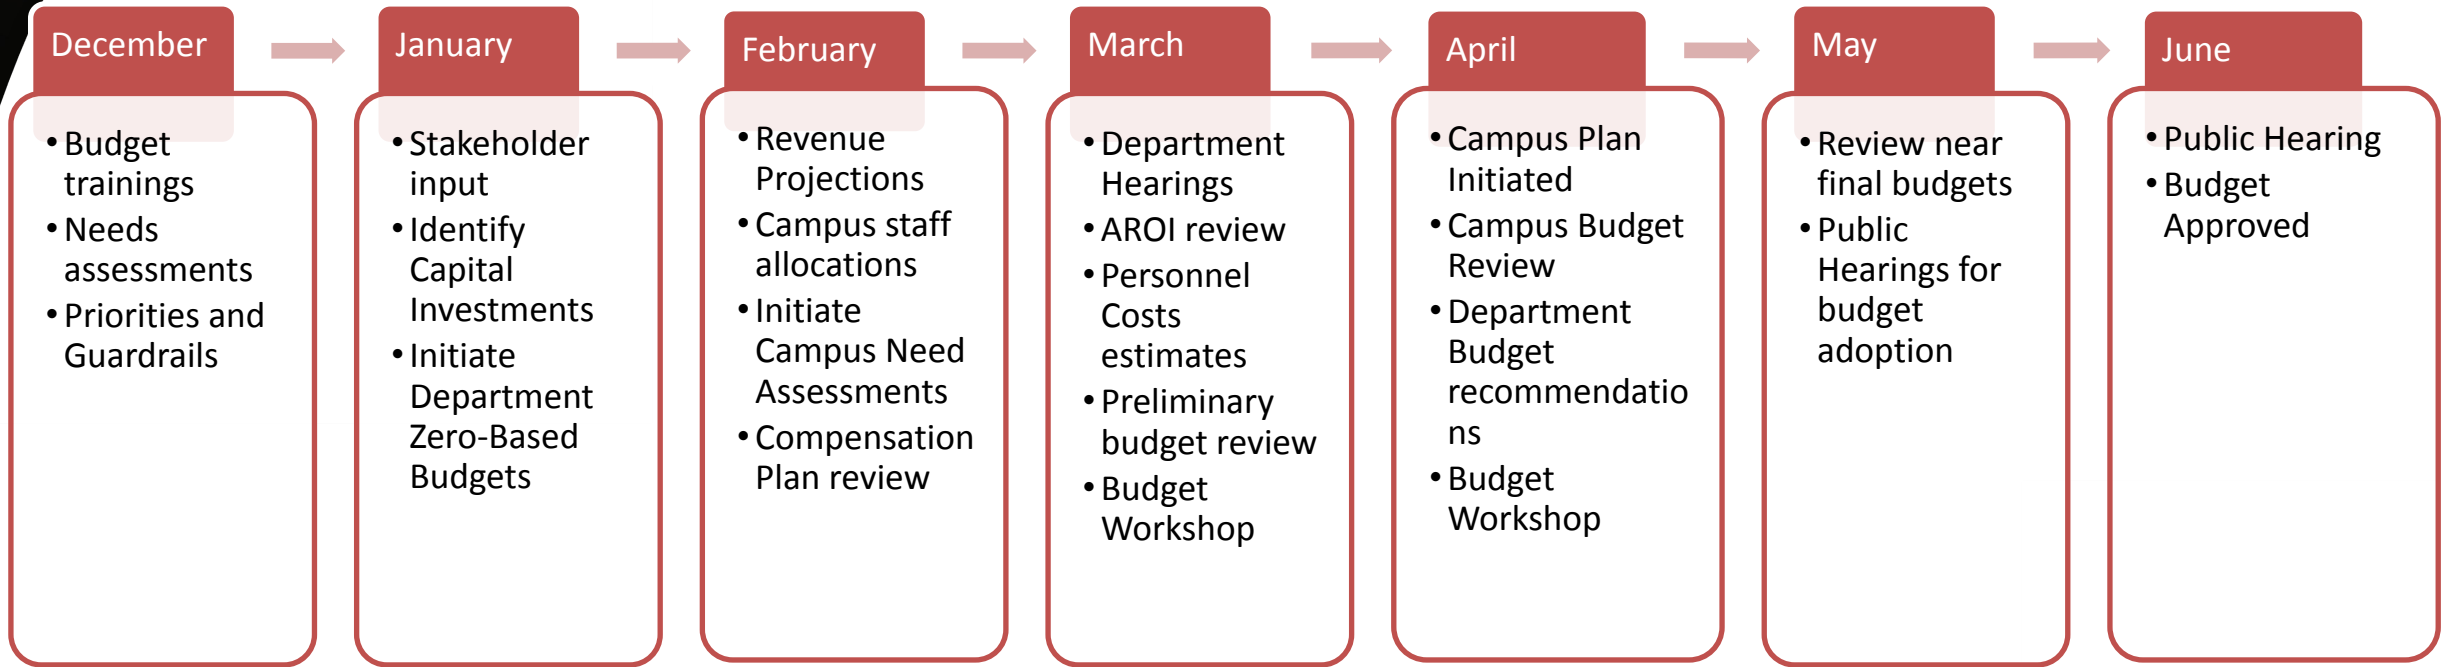 December
• Budget
trainings
• Needs
assessments
• Priorities and
Guardrails
January
• Stakeholder
input
• Identify
Capital
Investments
• Initiate
Department
Zero-Based
Budgets
February
• Revenue
Projections
• Campus staff
allocations
• Initiate
Campus Need
Assessments
• Compensation
Plan review
March
• Department
Hearings
• AROI review
• Personnel
Costs
estimates
• Preliminary
budget review
• Budget
Workshop
April
• Campus Plan
Initiated
• Campus Budget
Review
• Department
Budget
recommendatio
ns
• Budget
Workshop
May
• Review near
final budgets
• Public
Hearings for
budget
adoption
June
• Public Hearing
• Budget
Approved